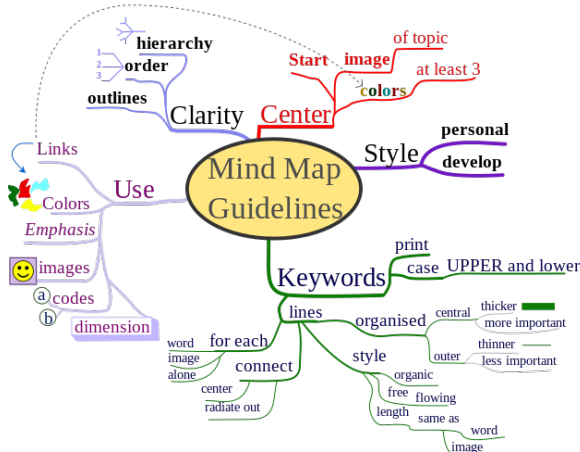 Mind Map
Guidelines
Clarity
hierarchy
order
1
2
3
outlines
Center
Start
image
of topic
colors
at least 3
Style
personal
develop
Use
Links
Colors
Emphasis
images
codes
a
b
dimension
Keywords
print
case
UPPER and lower
lines
for each
word
image
alone
connect
center
radiate out
organised
central
thicker
more important
outer
thinner
less important
style
organic
free
flowing
length
same as
word
image